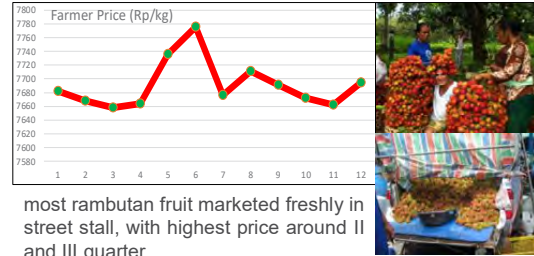 Farmer Price (Rp/kg)
7800
7780
7760
7740
7720
7700
7680
7660
7640
7620
7600
7580
1 2 3 4 5 6 7 8 9 10 11 12
most rambutan fruit marketed freshly in
street stall, with highest price around II
and III quarter